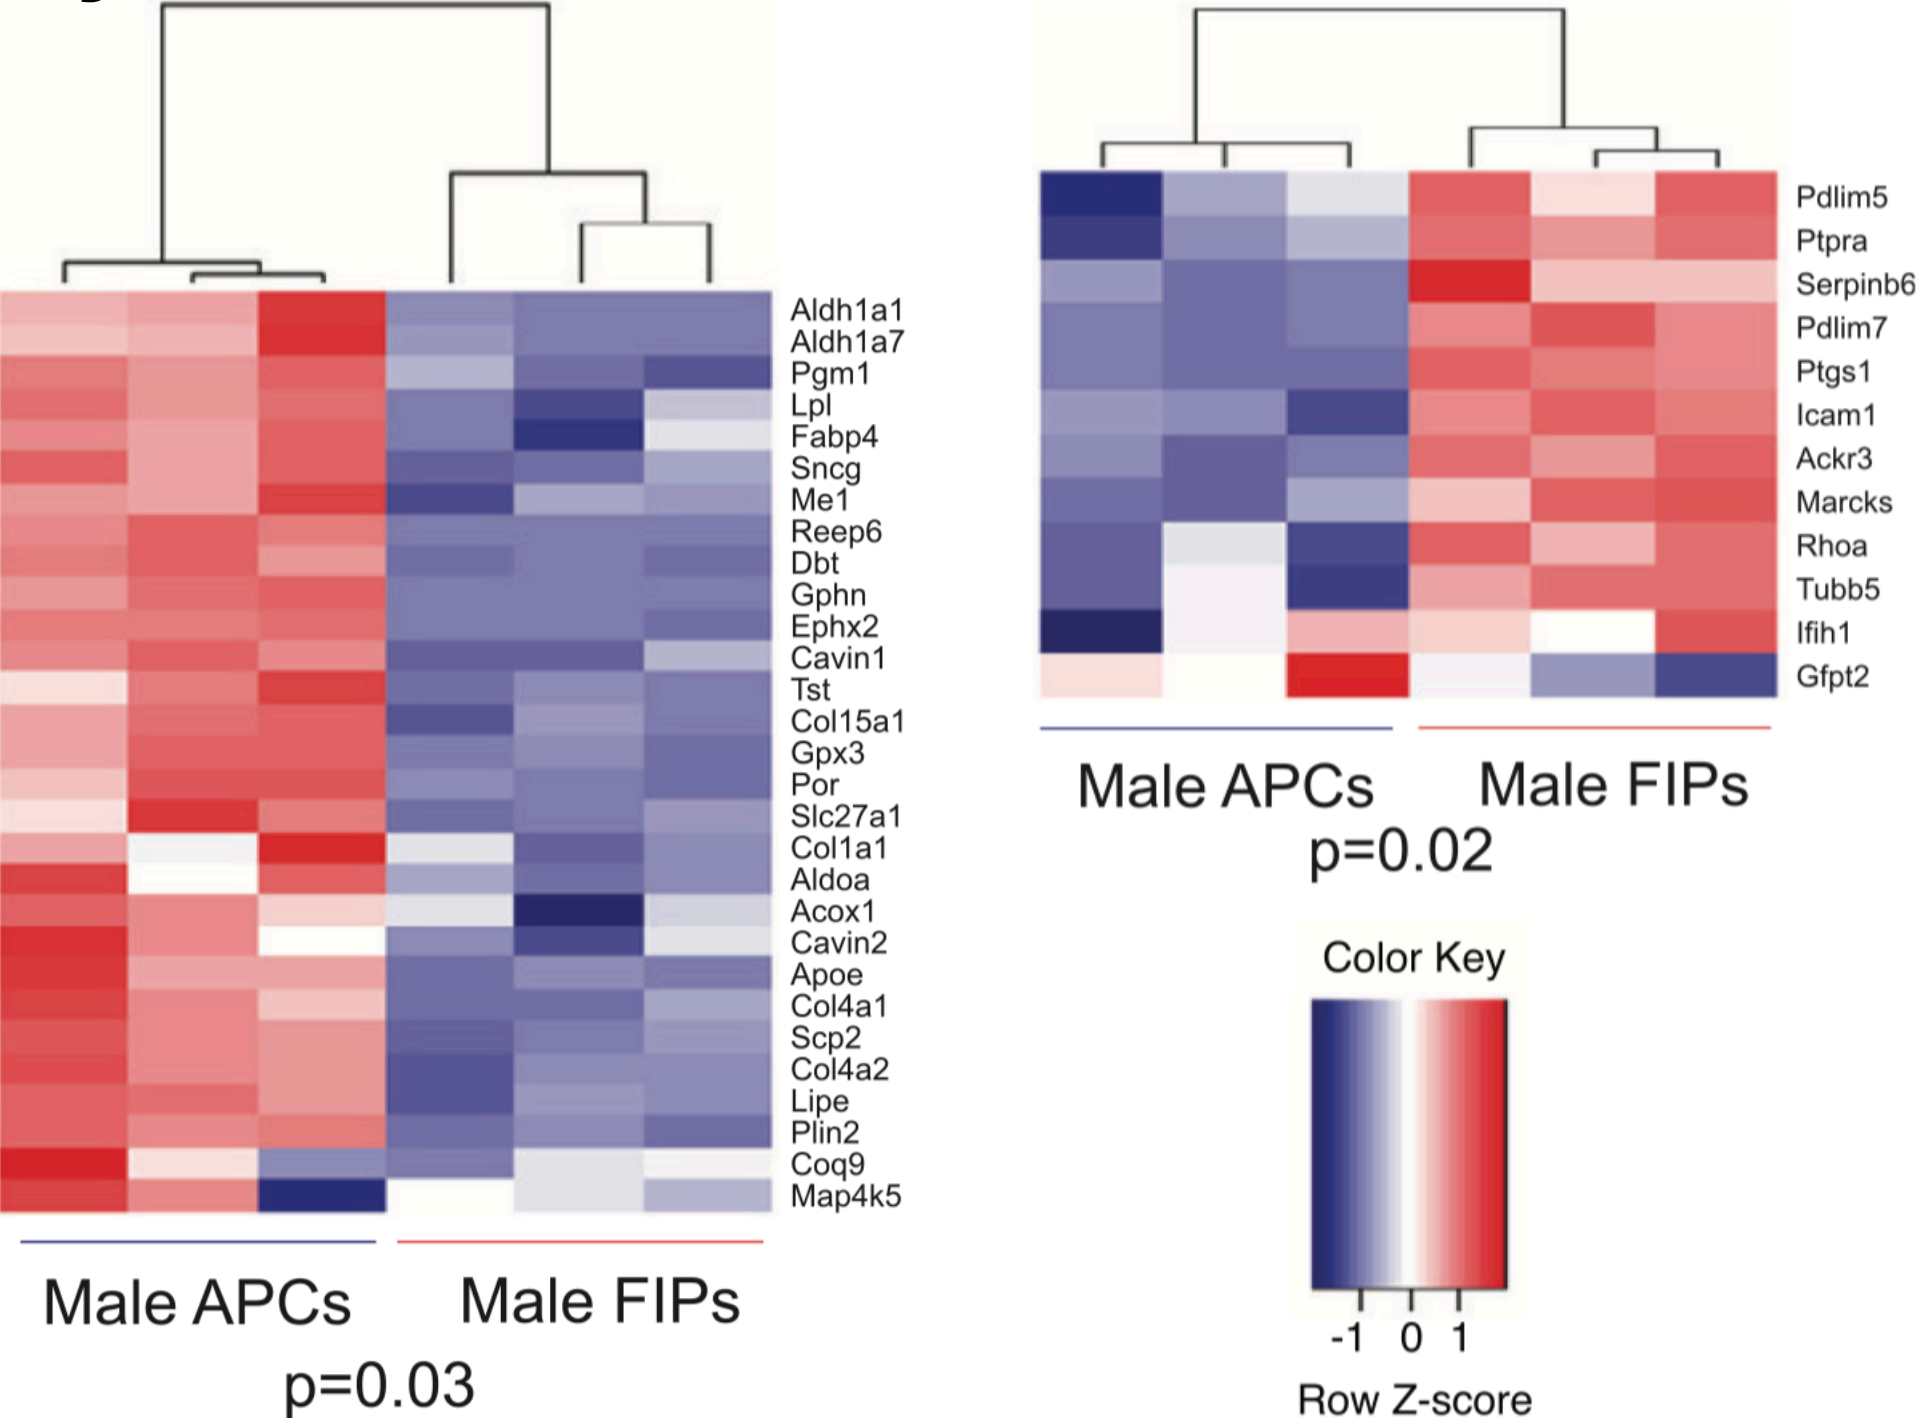 Aldh1a1
Aldh1a7
Pgm1
Lpl
Fabp4
Sncg
Me1
Reep6
Dbt
Gphn
Ephx2
Cavin1
Tst
Col15a1
Gpx3
Por
Slc27a1
Col1a1
Aldoa
Acox1
Cavin2
Apoe
Col4a1
Scp2
Col4a2
Lipe
Plin2
Coq9
Map4k5
Male APCs Male FIPs
p=0.03
Pdlim5
Ptpra
Serpinb6
Pdlim7
Ptgs1
Icam1
Ackr3
Marcks
Rhoa
Tubb5
Ifih1
Gfpt2
Male APCs Male FIPs
p=0.02
Color Key
-1 0 1
Row Z-score